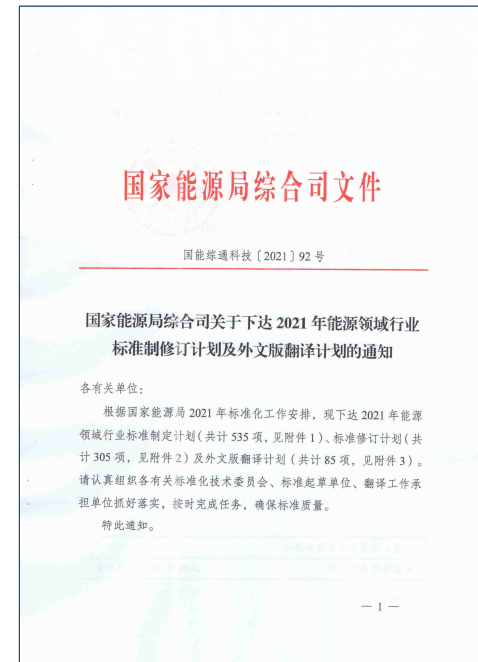 国家能源局综合司文件
国能综通科技〔2021〕92号
国家能源局综合司关于下达2021年能源领域行业
标准制修订计划及外文版翻译计划的通知
各有关单位：
根据国家能源局2021年标准化工作安排，现下达2021年能源
领域行业标准制定计划（共计535项，见附件1）、标准修订计划（共
计305项，见附件2）及外文版翻译计划（共计85项，见附件3）。
请认真组织各有关标准化技术委员会、标准起草单位、翻译工作承
担单位抓好落实，按时完成任务，确保标准质量。
特此通知。
— 1 —